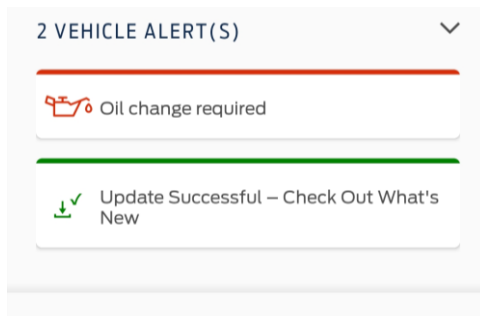 2 VEHICLE ALERT(S)
Oil change required
Update Successful – Check Out What's
New